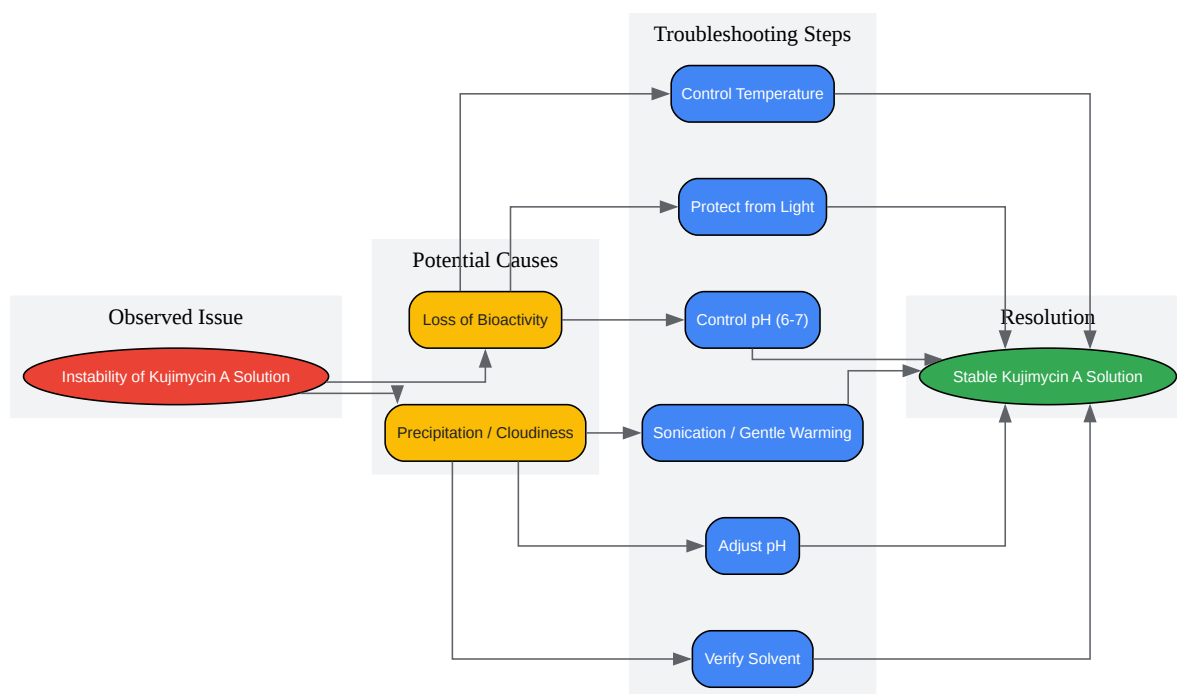 Observed Issue
Instability of Kujimycin A Solution
Potential Causes
Loss of Bioactivity
Precipitation / Cloudiness
Troubleshooting Steps
Control Temperature
Protect from Light
Control pH (6-7)
Sonication / Gentle Warming
Adjust pH
Verify Solvent
Resolution
Stable Kujimycin A Solution